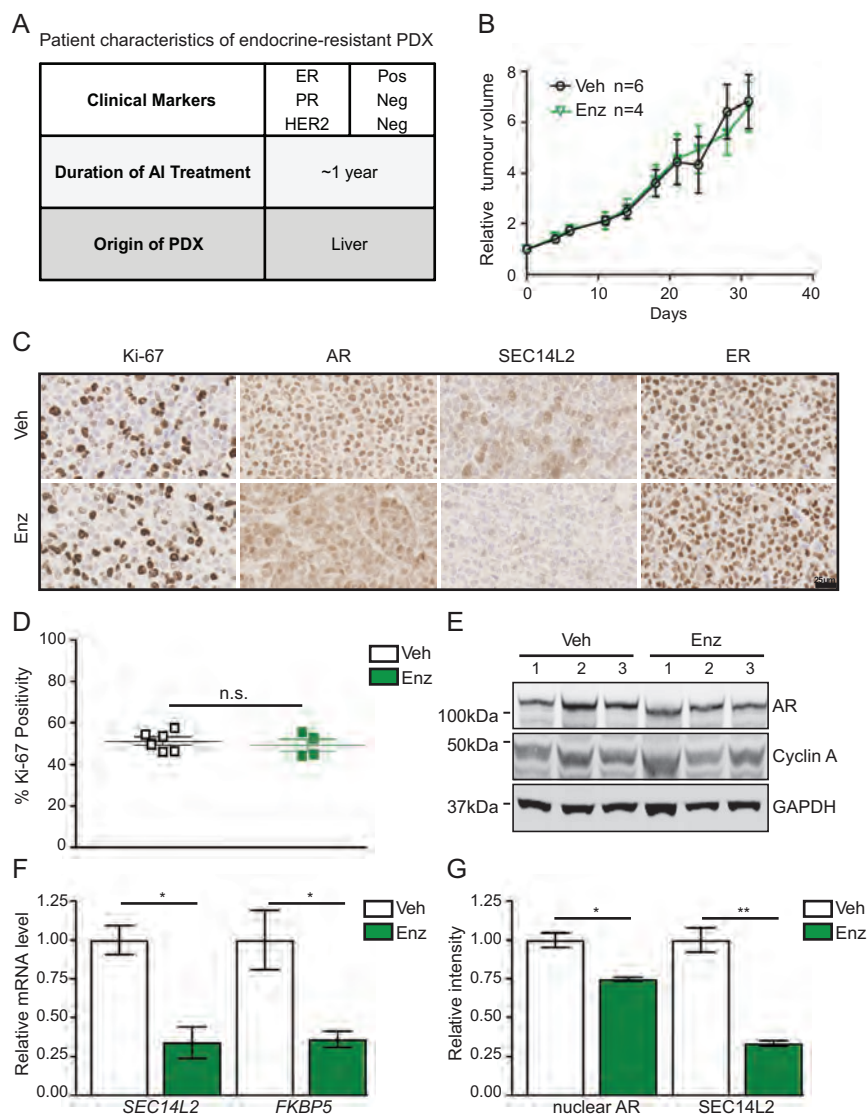 A
Patient characteristics of endocrine-resistant PDX
Clinical Markers
ER
PR
HER2
Pos
Neg
Neg
Duration of AI Treatment
~1 year
Origin of PDX
Liver
B
Relative tumour volume
8
6
4
2
0
Veh n=6
Enz n=4
0
10
20
30
40
Days
C
Ki-67
AR
SEC14L2
ER
Veh
Enz
25um
D
% Ki-67 Positivity
100
80
60
40
20
0
n.s.
Veh
Enz
E
Veh
Enz
1 2 3 1 2 3
100kDa
AR
50kDa
Cyclin A
37kDa
GAPDH
F
Relative mRNA level
1.25
1.00
0.75
0.50
0.25
0.00
*
*
Veh
Enz
SEC14L2
FKBP5
G
Relative intensity
1.25
1.00
0.75
0.50
0.25
0.00
*
**
Veh
Enz
nuclear AR
SEC14L2